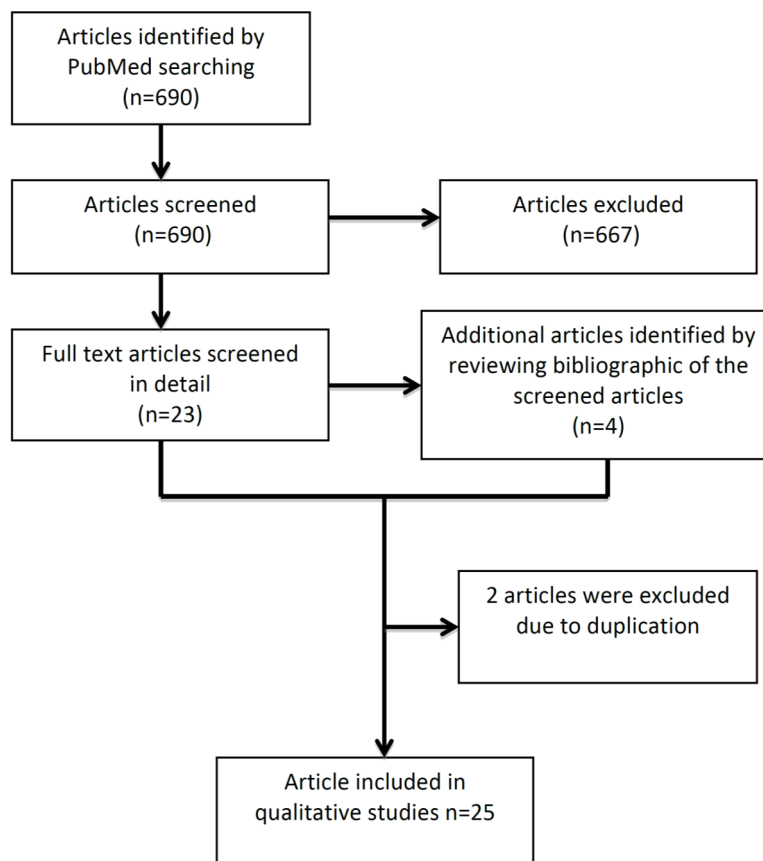 Articles identified by
PubMed searching
(n=690)
Articles screened
(n=690)
Articles excluded
(n=667)
Full text articles screened
in detail
(n=23)
Additional articles identified by
reviewing bibliographic of the
screened articles
(n=4)
2 articles were excluded
due to duplication
Article included in
qualitative studies n=25